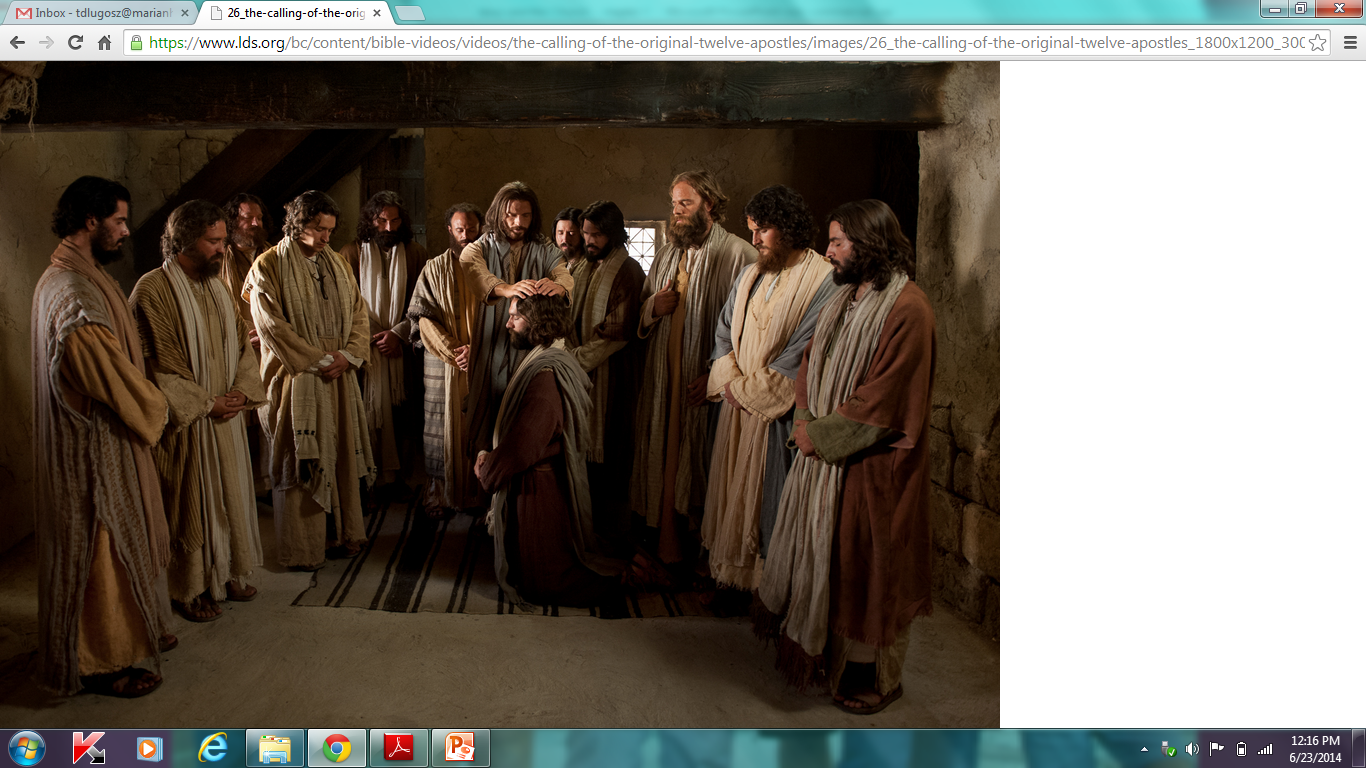 Inbox - tdlugosz@marianh
26_the-calling-of-the-orig
https://www.lds.org/bc/content/bible-videos/videos/the-calling-of-the-original-twelve-apostles/images/26_the-calling-of-the-original-twelve-apostles_1800x1200_300
12:16 PM
6/23/2014